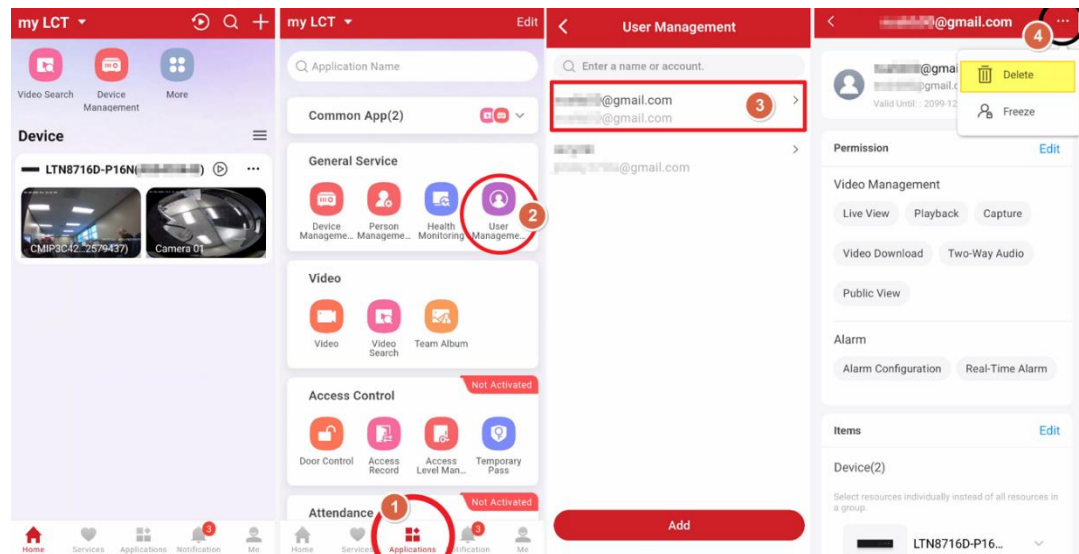 my LCT
Video Search
Device
Management
More
Device
LTN8716D-P16N(
)
CMIP3C42...2579437)
Camera 01
Home
Services
Applications
3
Notification
Me
my LCT
Edit
Application Name
Common App(2)
General Service
Device
Manageme...
Person
Manageme...
Health
Monitoring
User
Manageme...
2
Video
Video
Video
Search
Team Album
Not Activated
Access Control
Door Control
Access
Record
Access
Level Man...
Temporary
Pass
Not Activated
Attendance
1
Home
Services
Applications
3
Notification
Me
User Management
Enter a name or account.
@gmail.com
@gmail.com
3
@gmail.com
Add
@gmail.com
4
@gmai
@gmail.c
Valid Until: : 2099-12
Delete
Freeze
Permission
Edit
Video Management
Live View
Playback
Capture
Video Download
Two-Way Audio
Public View
Alarm
Alarm Configuration
Real-Time Alarm
Items
Edit
Device(2)
Select resources individually instead of all resources in
a group.
LTN8716D-P16...